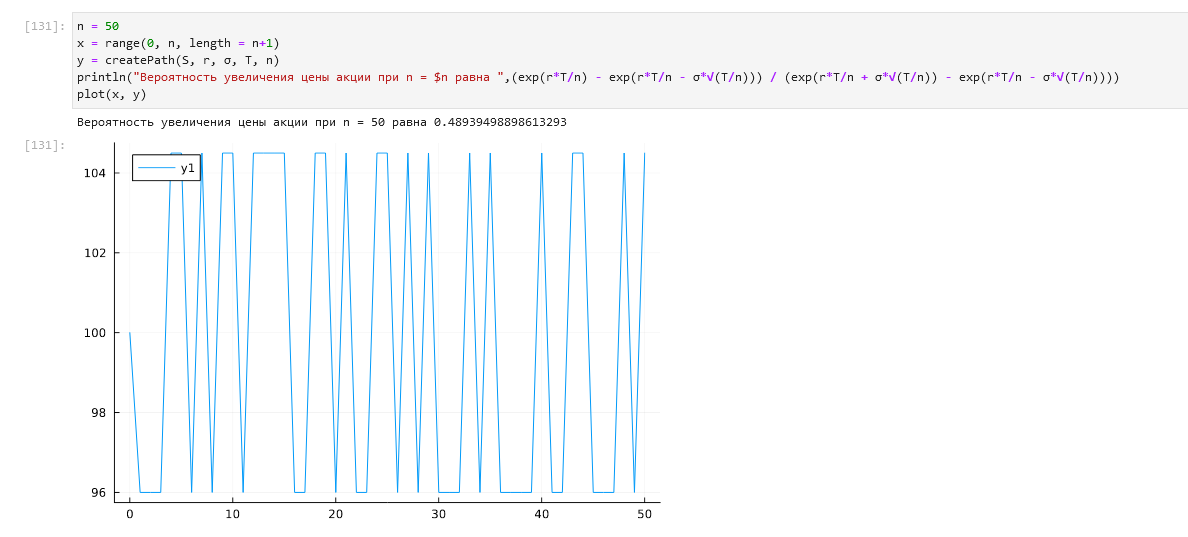 [131]:
n = 50
x = range(0, n, length = n+1)
y = createPath(S, r, σ, T, n)
println("Вероятность увеличения цены акции при n = $n равна ",(exp(r*T/n) - exp(r*T/n - σ*√(T/n))) / (exp(r*T/n + σ*√(T/n)) - exp(r*T/n - σ*√(T/n))))
plot(x, y)
Вероятность увеличения цены акции при n = 50 равна 0.48939498898613293
[131]:
y1
104
102
100
98
96
0 10 20 30 40 50